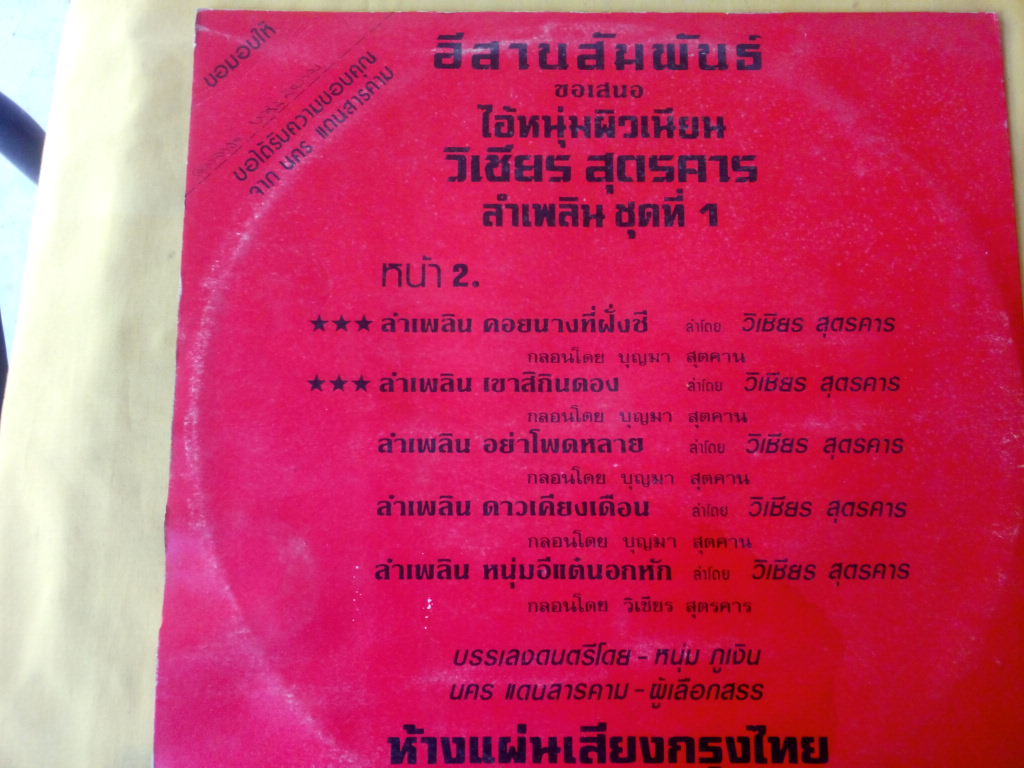 ขอมอบให้
ขอได้รับความขอบคุณ
จาก นคร แดนสารคาม
อีสานสัมพันธ์
ขอเสนอ
ไอ้หนุ่มผิวเนียน
วิเชียร สุตรคาร
ลำเพลิน ชุดที่ 1
หน้า 2.
★★★ ลำเพลิน คอยนางที่ฝั่งชี ลำโดย วิเชียร สุตรคาร
กลอนโดย บุญมา สุตคาน
★★★ ลำเพลิน เขาสิกินดอง ลำโดย วิเชียร สุตรคาร
กลอนโดย บุญมา สุตคาน
ลำเพลิน อย่าโพดหลาย ลำโดย วิเชียร สุตรคาร
กลอนโดย บุญมา สุตคาน
ลำเพลิน ดาวเคียงเดือน ลำโดย วิเชียร สุตรคาร
กลอนโดย บุญมา สุตคาน
ลำเพลิน หนุ่มอีแต๋นอกหัก ลำโดย วิเชียร สุตรคาร
กลอนโดย วิเชียร สุตรคาร
บรรเลงดนตรีโดย - หนุ่ม ภูเงิน
นคร แดนสารคาม - ผู้เลือกสรร
ห้างแผ่นเสียงกรุงไทย